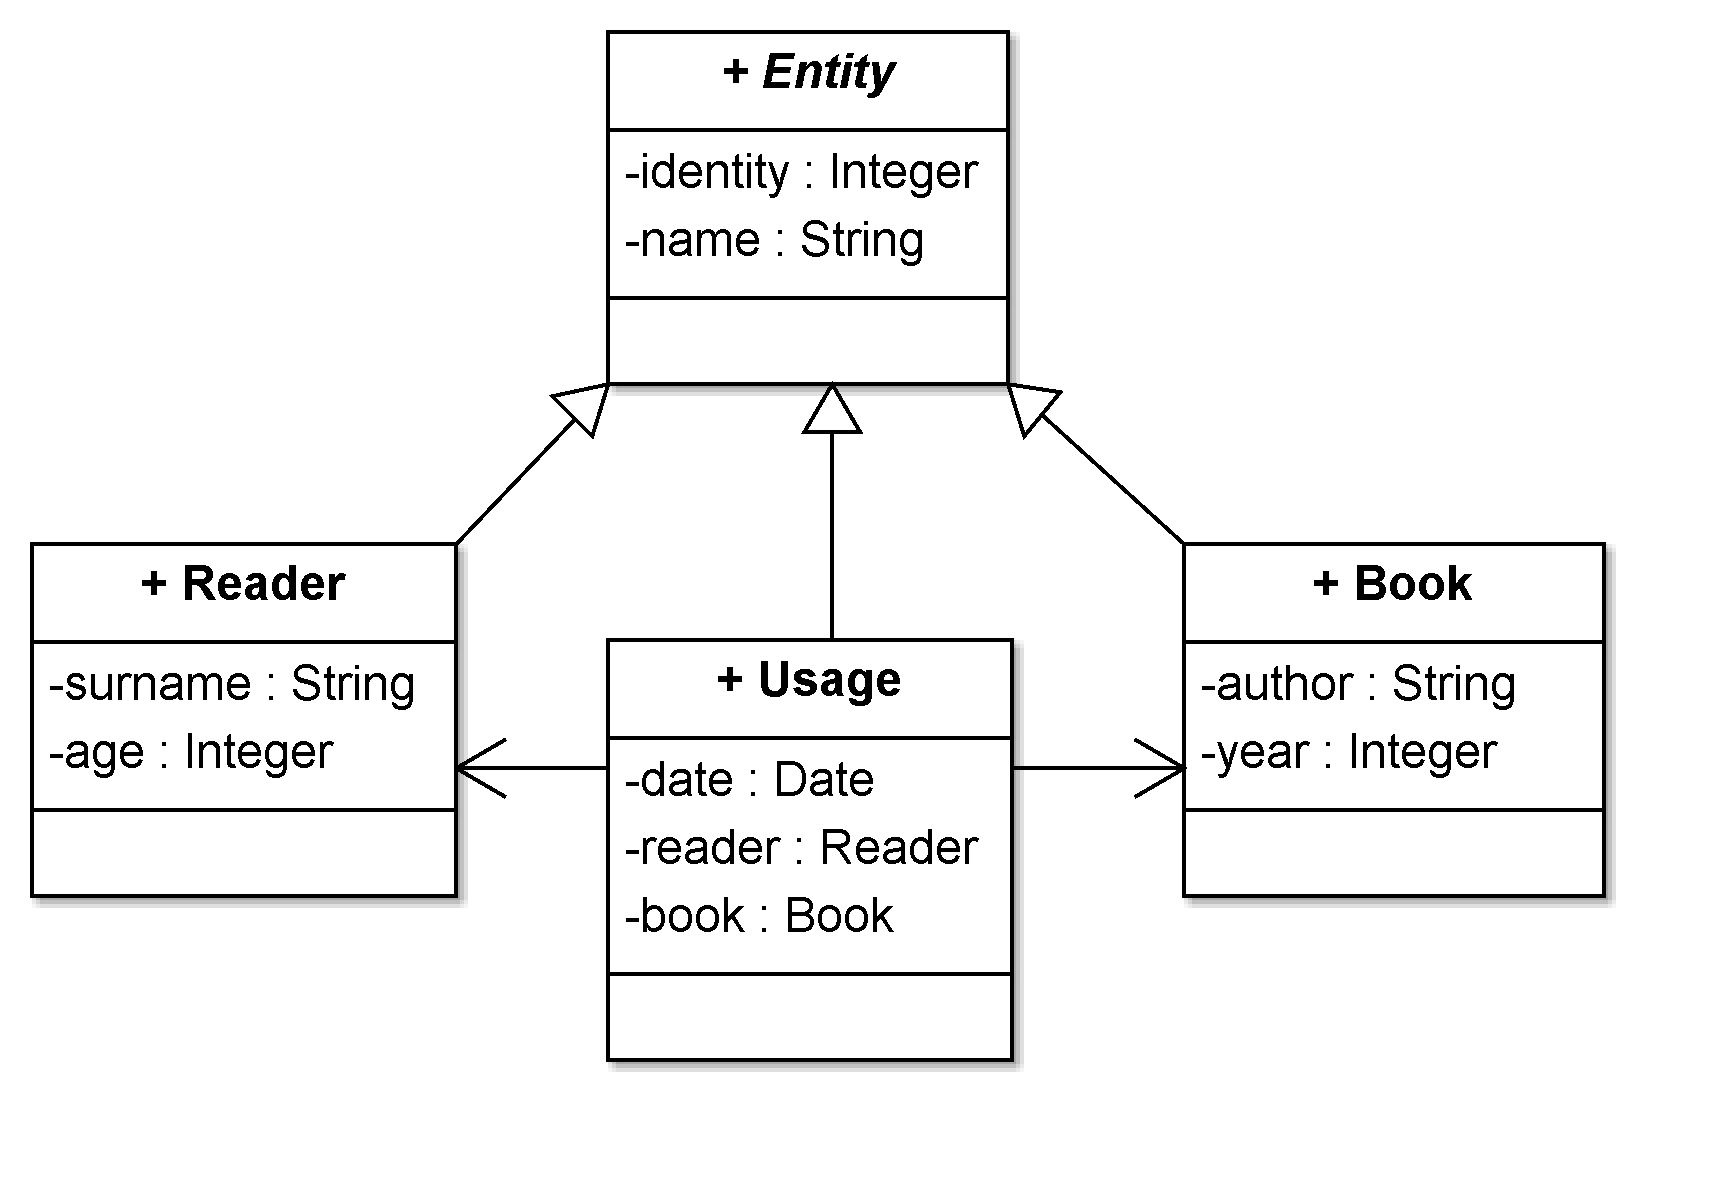 + Entity
-identity : Integer
-name : String
+ Reader
-surname : String
-age : Integer
+ Usage
-date : Date
-reader : Reader
-book : Book
+ Book
-author : String
-year : Integer